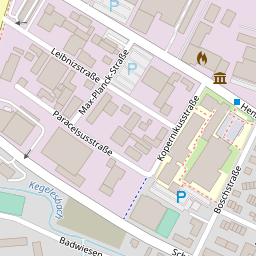 Leibnizstraße
Max-Planck-Straße
P
P
Paracelsusstraße
Kopernikusstraße
Boschstraße
Kegelesbach
P
Badwiesen